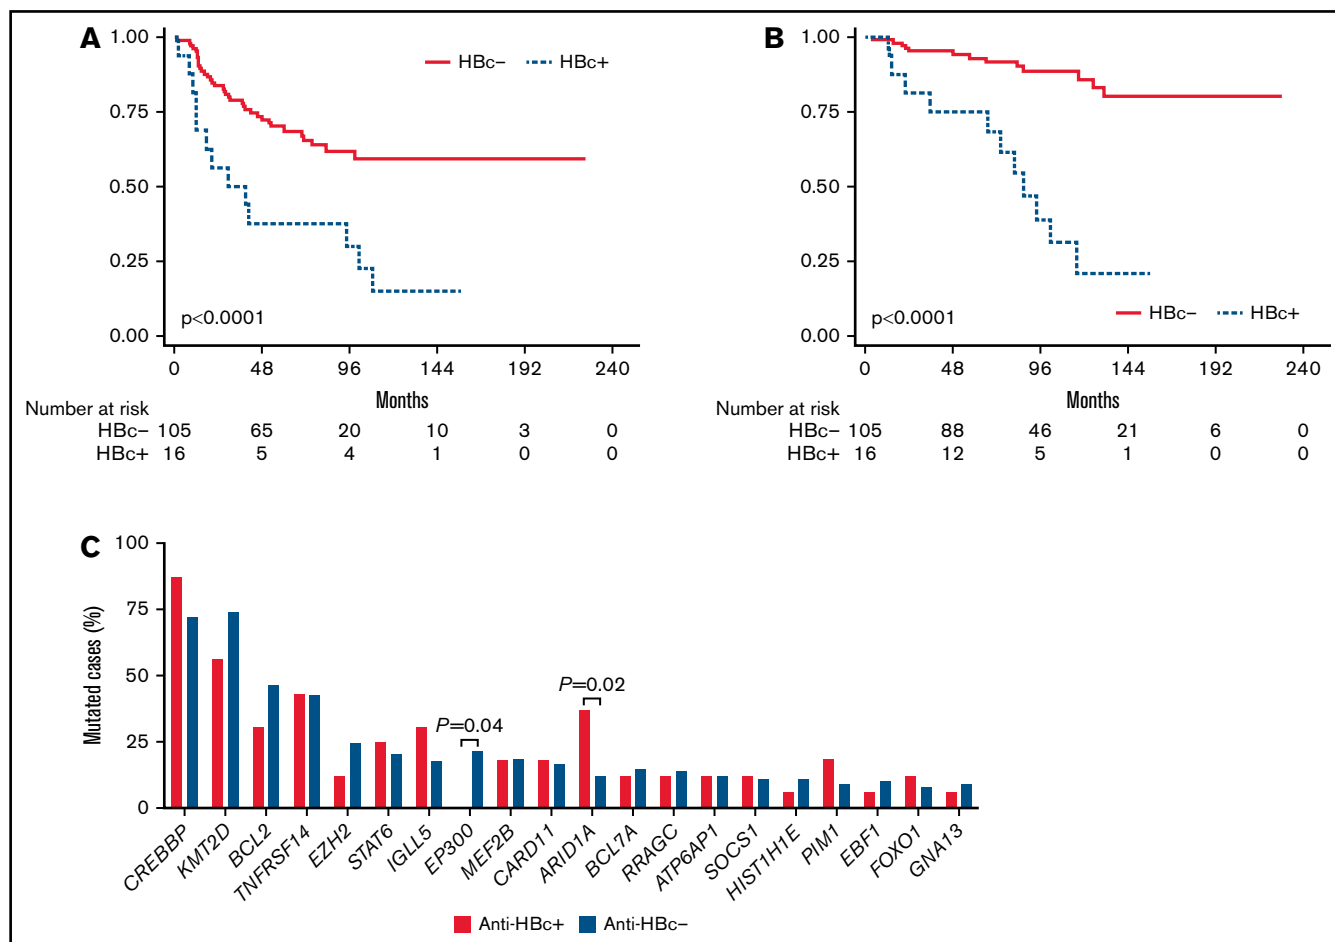 A
1.00
0.75
0.50
0.25
0.00
HBc– HBc+
p<0.0001
0 48 96 144 192 240
Months
Number at risk
HBc– 105 65 20 10 3 0
HBc+ 16 5 4 1 0 0
B
1.00
0.75
0.50
0.25
0.00
p<0.0001
HBc– HBc+
0 48 96 144 192 240
Months
Number at risk
HBc– 105 88 46 21 6 0
HBc+ 16 12 5 1 0 0
C
Mutated cases (%)
100
75
50
25
0
P=0.04
P=0.02
CREBBP
KMT2D
BCL2
TNFRSF14
EZH2
STAT6
IGLL5
EP300
MEF2B
CARD11
ARID1A
BCL7A
RRAGC
ATP6AP1
SOCS1
HIST1H1E
PIM1
EBF1
FOXO1
GNA13
Anti-HBc+ Anti-HBc–